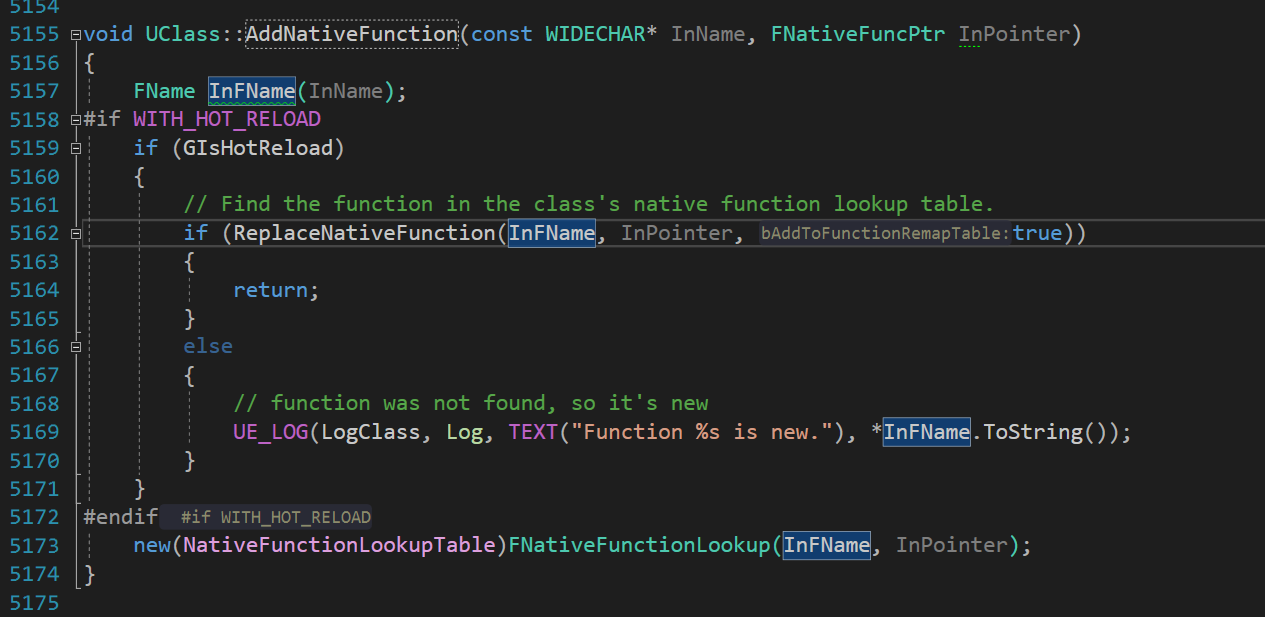 5154
5155 void UClass::AddNativeFunction(const WIDECHAR* InName, FNativeFuncPtr InPointer)
5156 {
5157     FName InFName(InName);
5158 #if WITH_HOT_RELOAD
5159     if (GIsHotReload)
5160     {
5161         // Find the function in the class's native function lookup table.
5162         if (ReplaceNativeFunction(InFName, InPointer, bAddToFunctionRemapTable:true))
5163         {
5164             return;
5165         }
5166         else
5167         {
5168             // function was not found, so it's new
5169             UE_LOG(LogClass, Log, TEXT("Function %s is new."), *InFName.ToString());
5170         }
5171     }
5172 #endif #if WITH_HOT_RELOAD
5173     new(NativeFunctionLookupTable)FNativeFunctionLookup(InFName, InPointer);
5174 }
5175